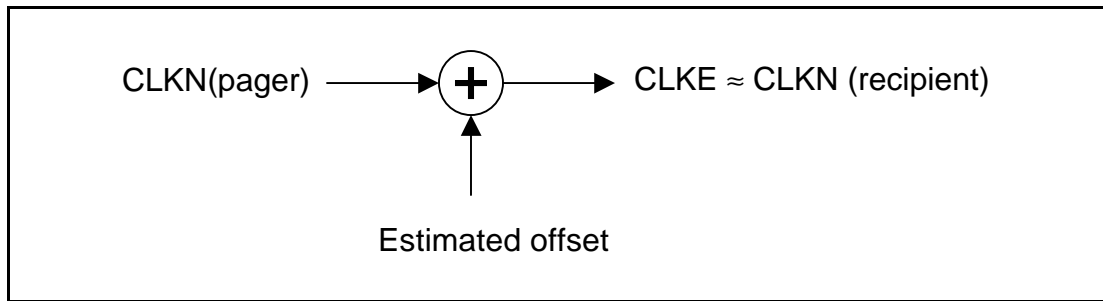 CLKN(pager) + CLKE ≈ CLKN (recipient)
Estimated offset